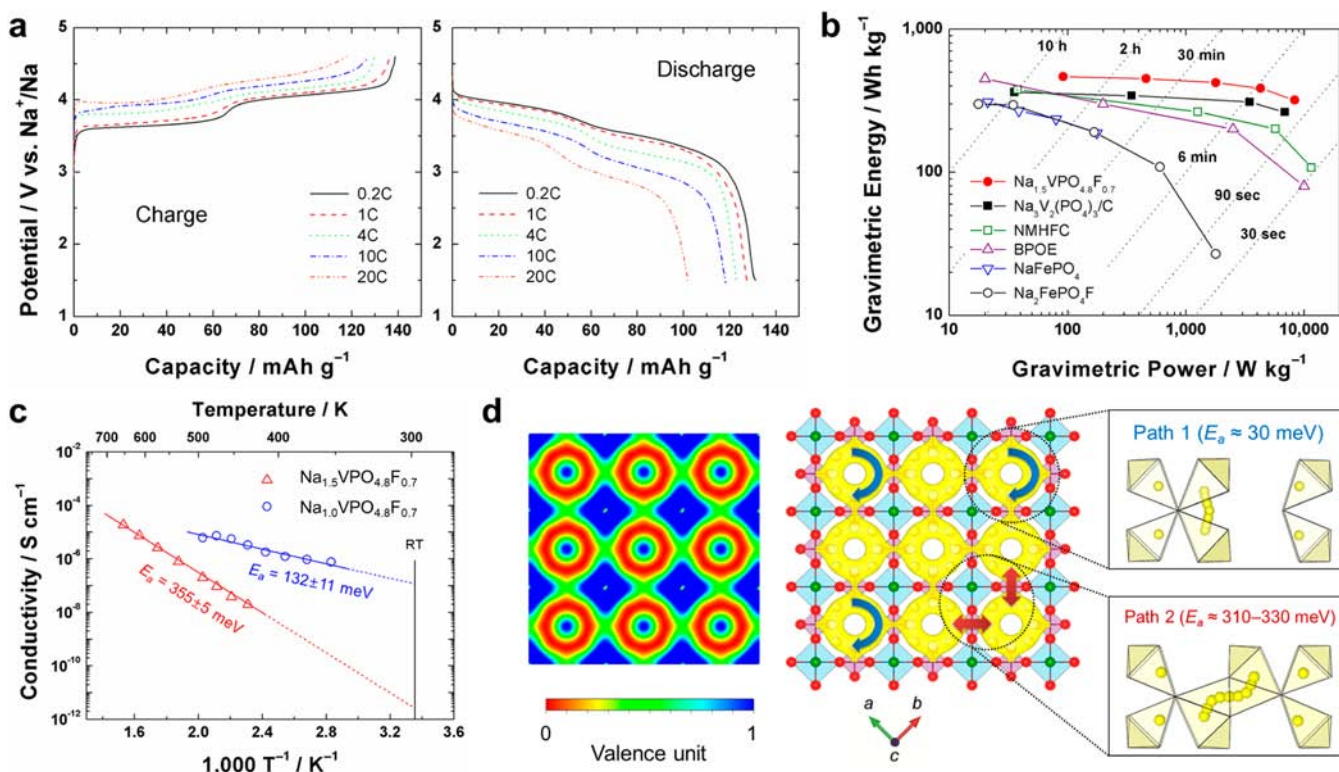 a
Potential / V vs. Na⁺/Na
5
4
3
2
1
Charge
0.2C
1C
4C
10C
20C
0 20 40 60 80 100 120 140
Capacity / mAh g⁻¹
5
4
3
2
1
Discharge
0.2C
1C
4C
10C
20C
0 20 40 60 80 100 120 140
Capacity / mAh g⁻¹
b
Gravimetric Energy / Wh kg⁻¹
1,000
100
10
10 h
2 h
30 min
6 min
90 sec
30 sec
Na₁.₅VPO₄.₈F₀.₇
Na₃V₂(PO₄)₃/C
NMHFC
BPOE
NaFePO₄
Na₂FePO₄F
10 100 1,000 10,000
Gravimetric Power / W kg⁻¹
c
Temperature / K
700 600 500 400 300
Conductivity / S cm⁻¹
10⁻²
10⁻⁴
10⁻⁶
10⁻⁸
10⁻¹⁰
10⁻¹²
Na₁.₅VPO₄.₈F₀.₇
Na₁.₀VPO₄.₈F₀.₇
RT
Eₐ = 132±11 meV
Eₐ = 355±5 meV
1.8 2.4 3.0 3.6
1,000 T⁻¹ / K⁻¹
d
0 1
Valence unit
a
b
c
Path 1 (Eₐ ≈ 30 meV)
Path 2 (Eₐ ≈ 310–330 meV)